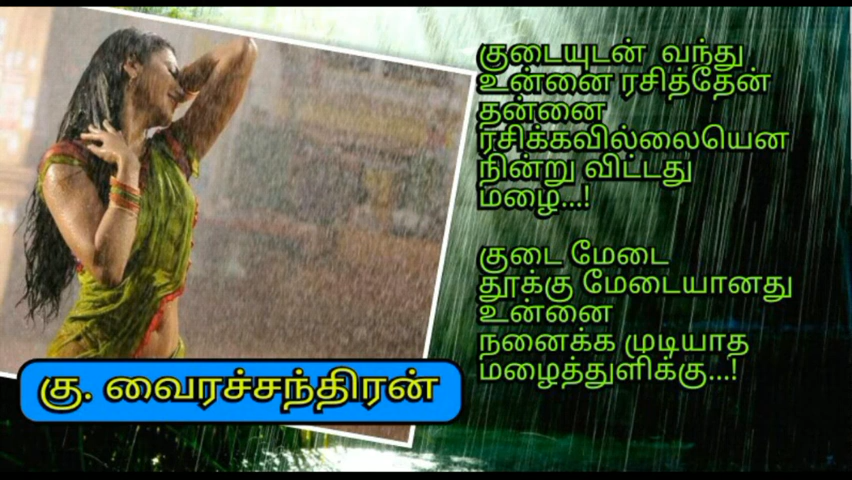 குடையுடன் வந்து
உன்னை ரசித்தேன்
தன்னை
ரசிக்கவில்லையென
நின்று விட்டது
மழை...!
குடை மேடை
தூக்கு மேடையானது
உன்னை
நனைக்க முடியாத
மழைத்துளிக்கு...!
கு. வைரச்சந்திரன்